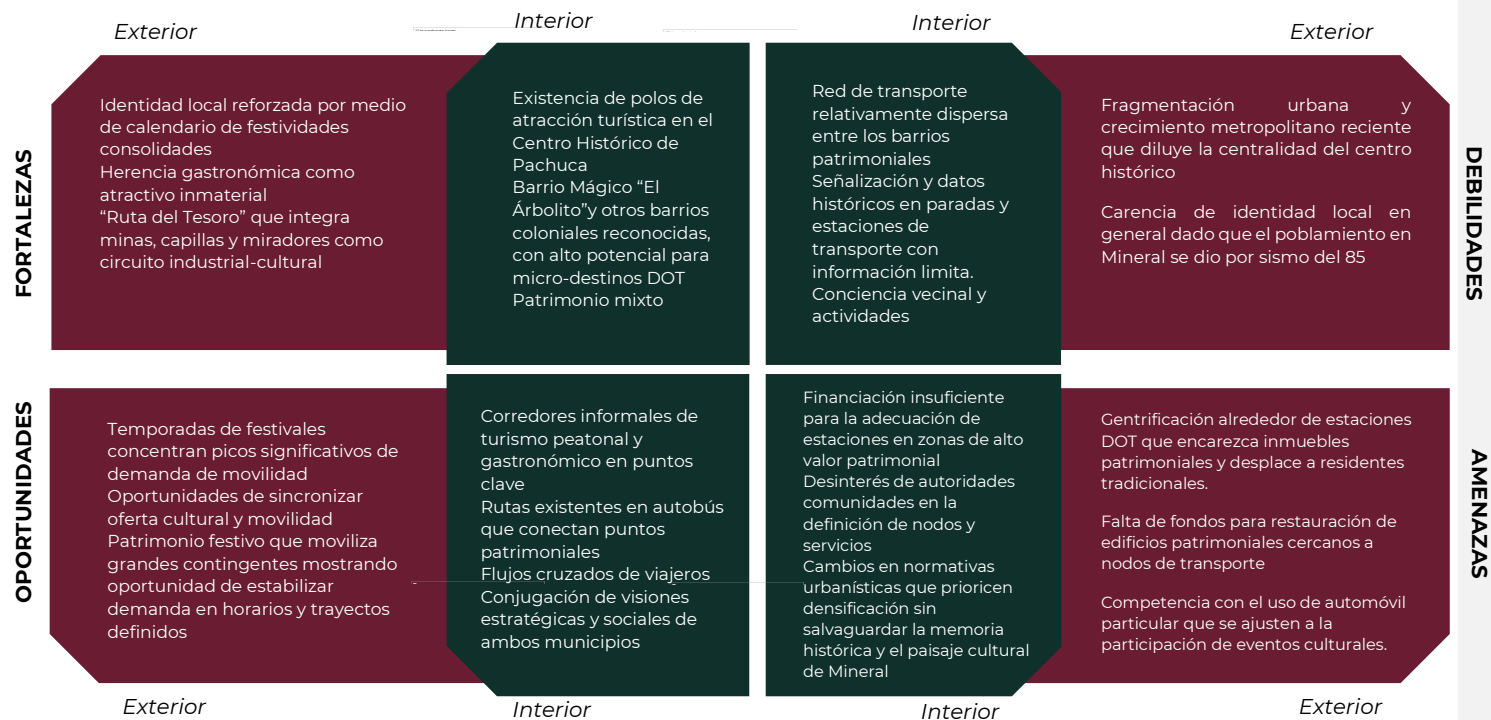 Exterior
Interior
Interior
Exterior
FORTALEZAS
Identidad local reforzada por medio
de calendario de festividades
consolidades
Herencia gastronómica como
atractivo inmaterial
“Ruta del Tesoro” que integra
minas, capillas y miradores como
circuito industrial-cultural
Existencia de polos de
atracción turística en el
Centro Histórico de
Pachuca
Barrio Mágico “El
Árbolito”y otros barrios
coloniales reconocidas,
con alto potencial para
micro-destinos DOT
Patrimonio mixto
Red de transporte
relativamente dispersa
entre los barrios
patrimoniales
Señalización y datos
históricos en paradas y
estaciones de
transporte con
información limita.
Conciencia vecinal y
actividades
Fragmentación urbana y
crecimiento metropolitano reciente
que diluye la centralidad del centro
histórico
Carencia de identidad local en
general dado que el poblamiento en
Mineral se dio por sismo del 85
DEBILIDADES
OPORTUNIDADES
Temporadas de festivales
concentran picos significativos de
demanda de movilidad
Oportunidades de sincronizar
oferta cultural y movilidad
Patrimonio festivo que moviliza
grandes contingentes mostrando
oportunidad de estabilizar
demanda en horarios y trayectos
definidos
Corredores informales de
turismo peatonal y
gastronómico en puntos
clave
Rutas existentes en autobús
que conectan puntos
patrimoniales
Flujos cruzados de viajeros
Conjugación de visiones
estratégicas y sociales de
ambos municipios
Financiación insuficiente
para la adecuación de
estaciones en zonas de alto
valor patrimonial
Desinterés de autoridades
comunidades en la
definición de nodos y
servicios
Cambios en normativas
urbanísticas que prioricen
densificación sin
salvaguardar la memoria
histórica y el paisaje cultural
de Mineral
Gentrificación alrededor de estaciones
DOT que encarezca inmuebles
patrimoniales y desplace a residentes
tradicionales.
Falta de fondos para restauración de
edificios patrimoniales cercanos a
nodos de transporte
Competencia con el uso de automóvil
particular que se ajusten a la
participación de eventos culturales.
AMENAZAS
Exterior
Interior
Interior
Exterior